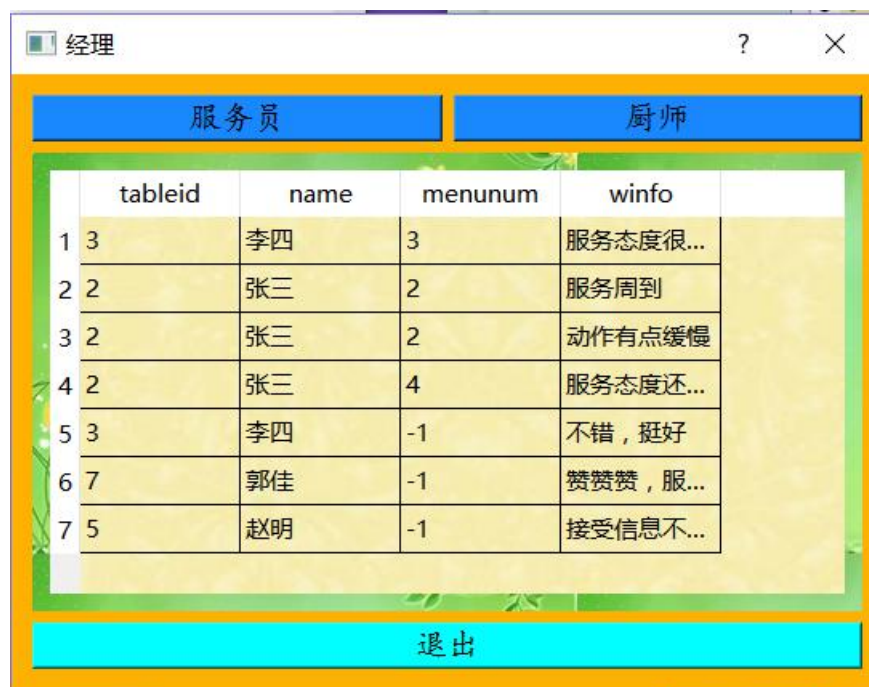 经理 ?
服务员 厨师
tableid name menunum winfo
1 3 李四 3 服务态度很...
2 2 张三 2 服务周到
3 2 张三 2 动作有点缓慢
4 2 张三 4 服务态度还...
5 3 李四 -1 不错，挺好
6 7 郭佳 -1 赞赞赞，服...
7 5 赵明 -1 接受信息不...
退出